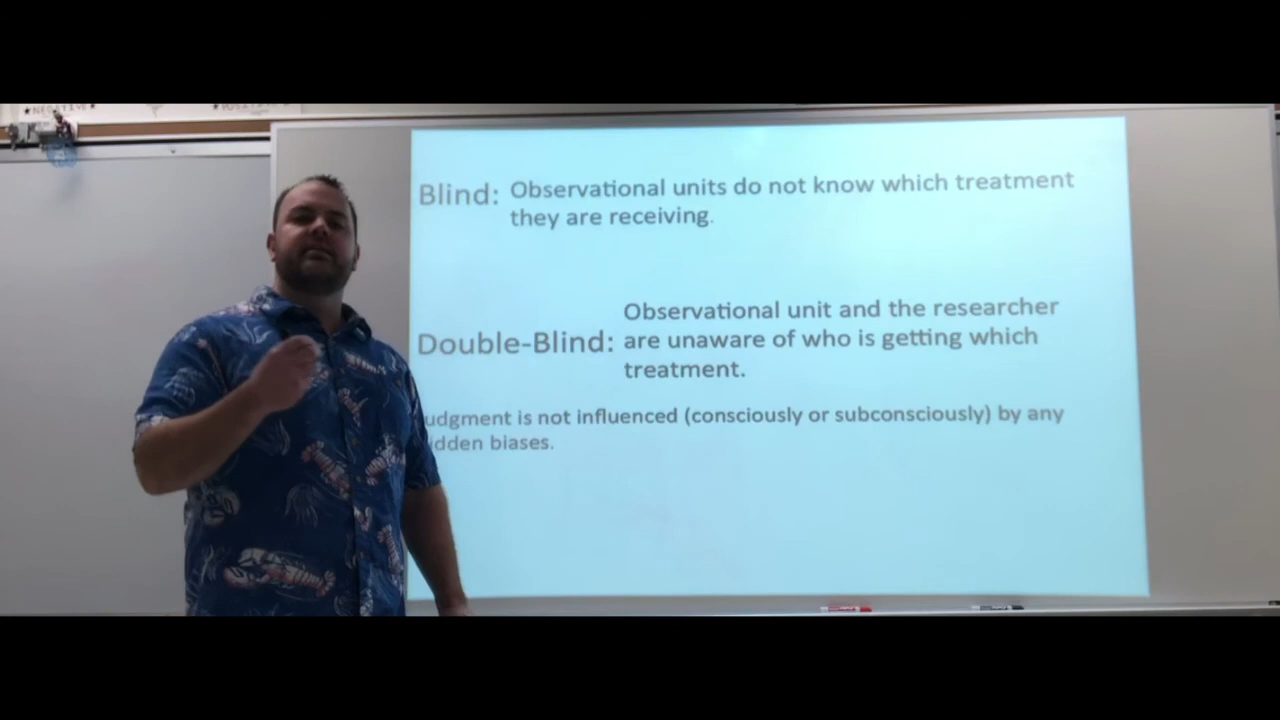 Blind: Observational units do not know which treatment
they are receiving.
Double-Blind: Observational unit and the researcher
are unaware of who is getting which
treatment.
udgment is not influenced (consciously or subconsciously) by any
dden biases.